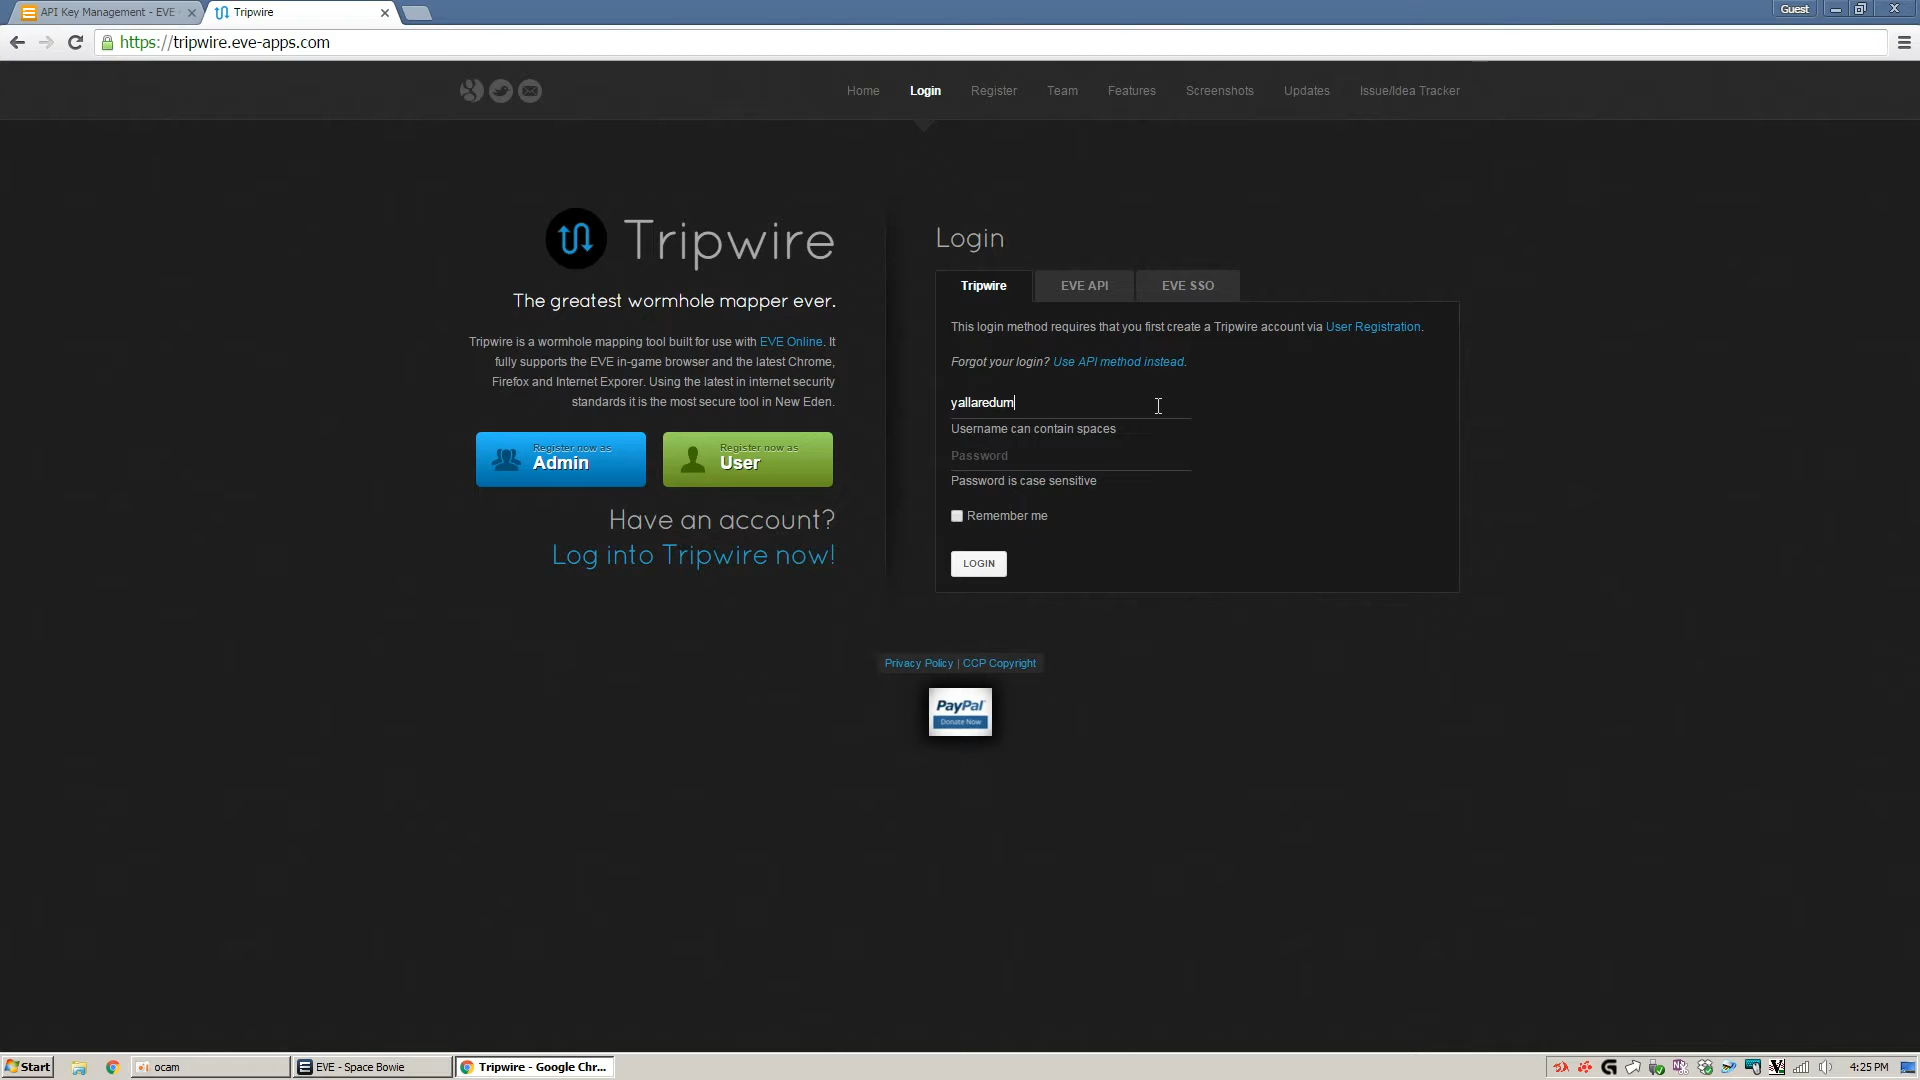 API Key Management - EVE
Tripwire
Guest
https://tripwire.eve-apps.com
Home
Login
Register
Team
Features
Screenshots
Updates
Issue/Idea Tracker
Tripwire
The greatest wormhole mapper ever.
Tripwire is a wormhole mapping tool built for use with EVE Online. It
fully supports the EVE in-game browser and the latest Chrome,
Firefox and Internet Exporer. Using the latest in internet security
standards it is the most secure tool in New Eden.
Register now as
Admin
Register now as
User
Have an account?
Log into Tripwire now!
Login
Tripwire
EVE API
EVE SSO
This login method requires that you first create a Tripwire account via User Registration.
Forgot your login? Use API method instead.
yallaredum
Username can contain spaces
Password
Password is case sensitive
Remember me
LOGIN
Privacy Policy | CCP Copyright
PayPal
Donate Now
Start
ocam
EVE - Space Bowie
Tripwire - Google Chr...
4:25 PM